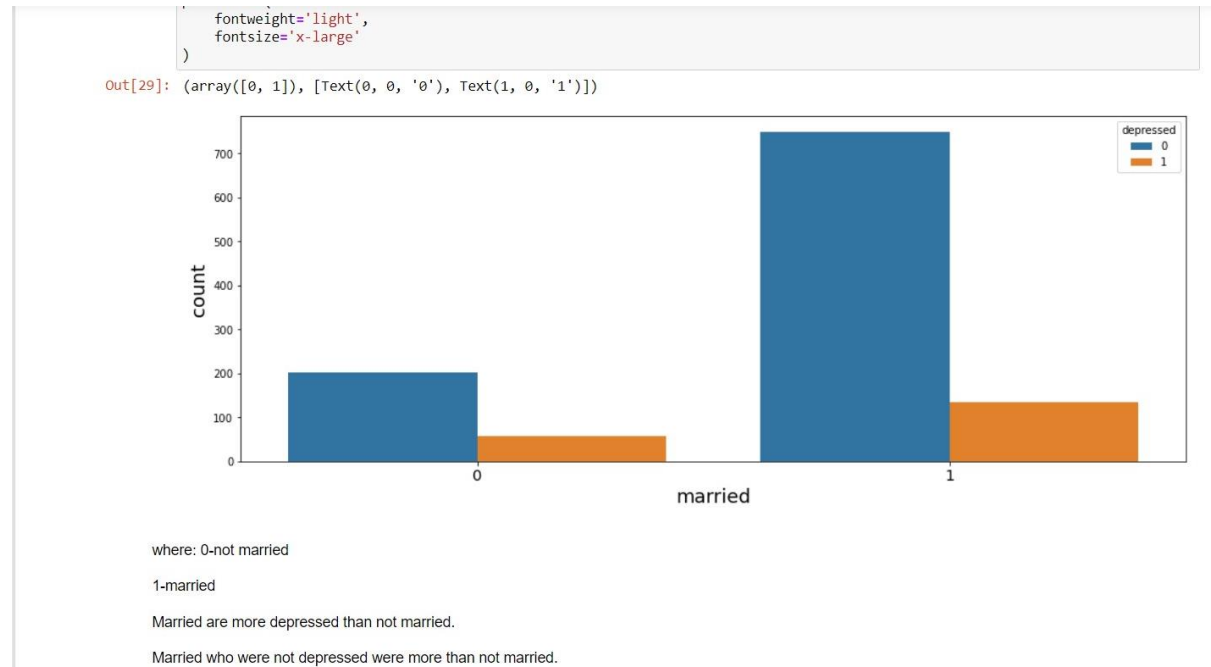 fontweight='light',
fontsize='x-large'
)
Out[29]: (array([0, 1]), [Text(0, 0, '0'), Text(1, 0, '1')])
depressed
0
1
700
600
500
400
300
200
100
0
count
0 1
married
where: 0-not married
1-married
Married are more depressed than not married.
Married who were not depressed were more than not married.